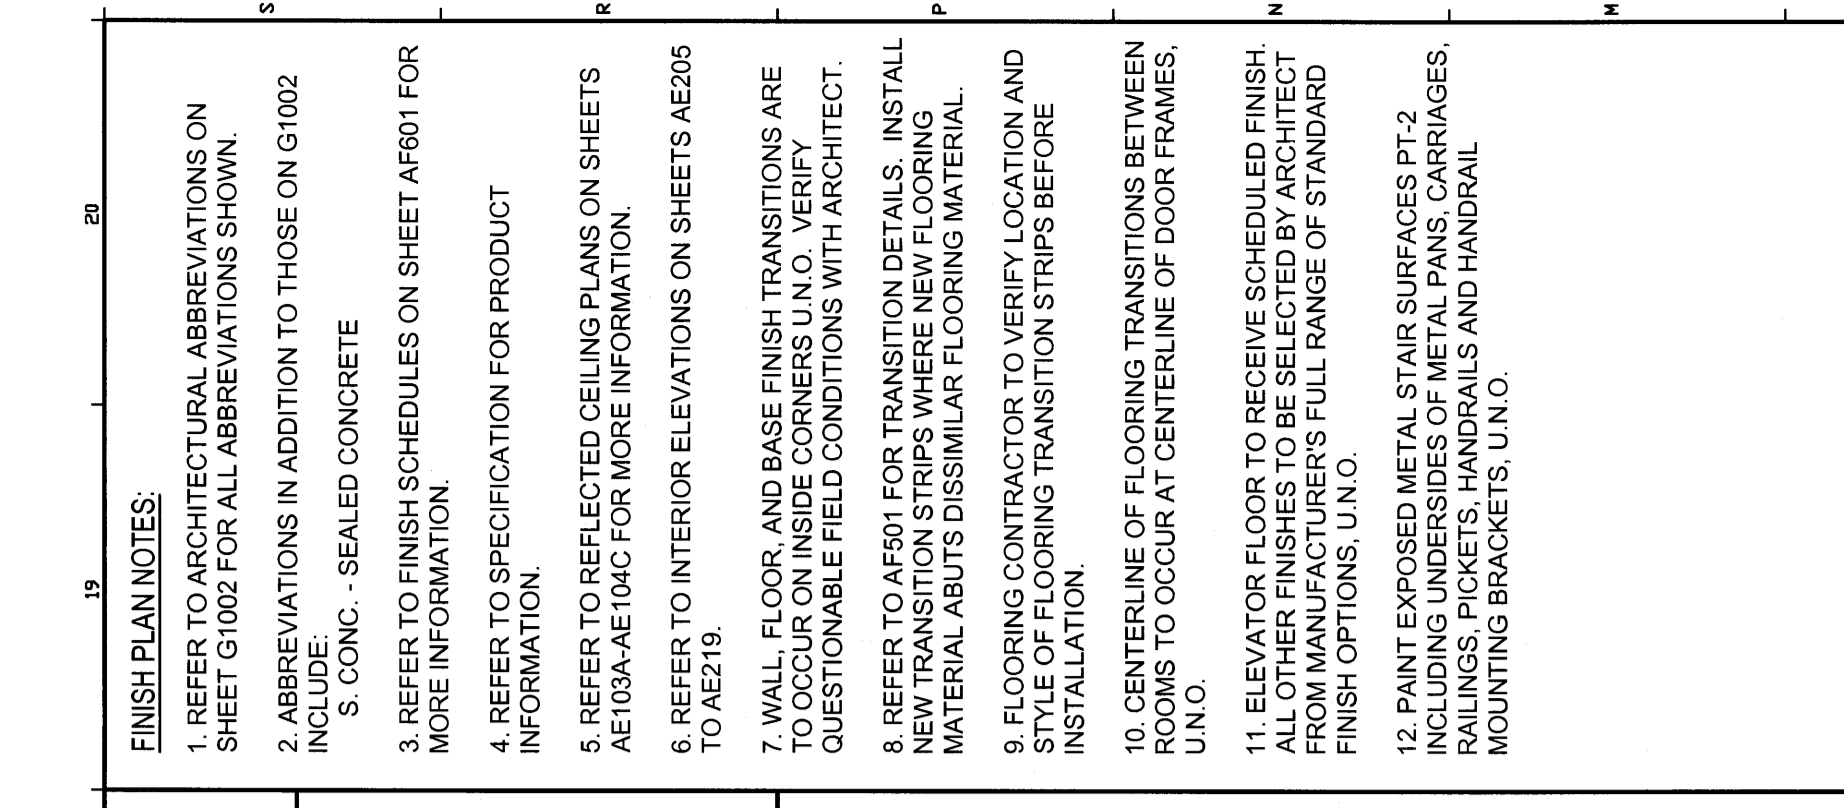 S
R
P
N
M
20
19
FINISH PLAN NOTES:
1. REFER TO ARCHITECTURAL ABBREVIATIONS ON
SHEET G1002 FOR ALL ABBREVIATIONS SHOWN.
2. ABBREVIATIONS IN ADDITION TO THOSE ON G1002
INCLUDE:
S. CONC. - SEALED CONCRETE
3. REFER TO FINISH SCHEDULES ON SHEET AF601 FOR
MORE INFORMATION.
4. REFER TO SPECIFICATION FOR PRODUCT
INFORMATION.
5. REFER TO REFLECTED CEILING PLANS ON SHEETS
AE103A-AE104C FOR MORE INFORMATION.
6. REFER TO INTERIOR ELEVATIONS ON SHEETS AE205
TO AE219.
7. WALL, FLOOR, AND BASE FINISH TRANSITIONS ARE
TO OCCUR ON INSIDE CORNERS U.N.O. VERIFY
QUESTIONABLE FIELD CONDITIONS WITH ARCHITECT.
8. REFER TO AF501 FOR TRANSITION DETAILS. INSTALL
NEW TRANSITION STRIPS WHERE NEW FLOORING
MATERIAL ABUTS DISSIMILAR FLOORING MATERIAL.
9. FLOORING CONTRACTOR TO VERIFY LOCATION AND
STYLE OF FLOORING TRANSITION STRIPS BEFORE
INSTALLATION.
10. CENTERLINE OF FLOORING TRANSITIONS BETWEEN
ROOMS TO OCCUR AT CENTERLINE OF DOOR FRAMES,
U.N.O.
11. ELEVATOR FLOOR TO RECEIVE SCHEDULED FINISH.
ALL OTHER FINISHES TO BE SELECTED BY ARCHITECT
FROM MANUFACTURER'S FULL RANGE OF STANDARD
FINISH OPTIONS, U.N.O.
12. PAINT EXPOSED METAL STAIR SURFACES PT-2
INCLUDING UNDERSIDES OF METAL PANS, CARRIAGES,
RAILINGS, PICKETS, HANDRAILS AND HANDRAIL
MOUNTING BRACKETS, U.N.O.